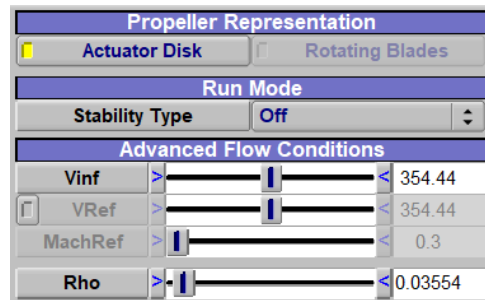 Propeller Representation
Actuator Disk Rotating Blades
Run Mode
Stability Type Off
Advanced Flow Conditions
Vinf > < 354.44
VRef > < 354.44
MachRef > < 0.3
Rho > < 0.03554